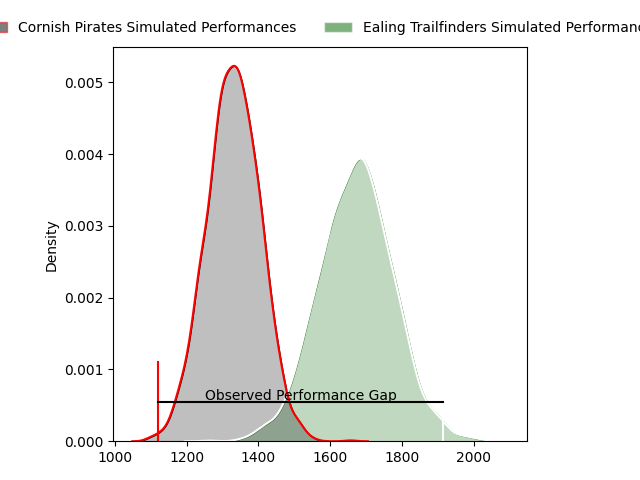 Cornish Pirates Simulated Performances
Ealing Trailfinders Simulated Performan
0.005
0.004
0.003
0.002
0.001
0.000
Density
Observed Performance Gap
1000 1200 1400 1600 1800 2000